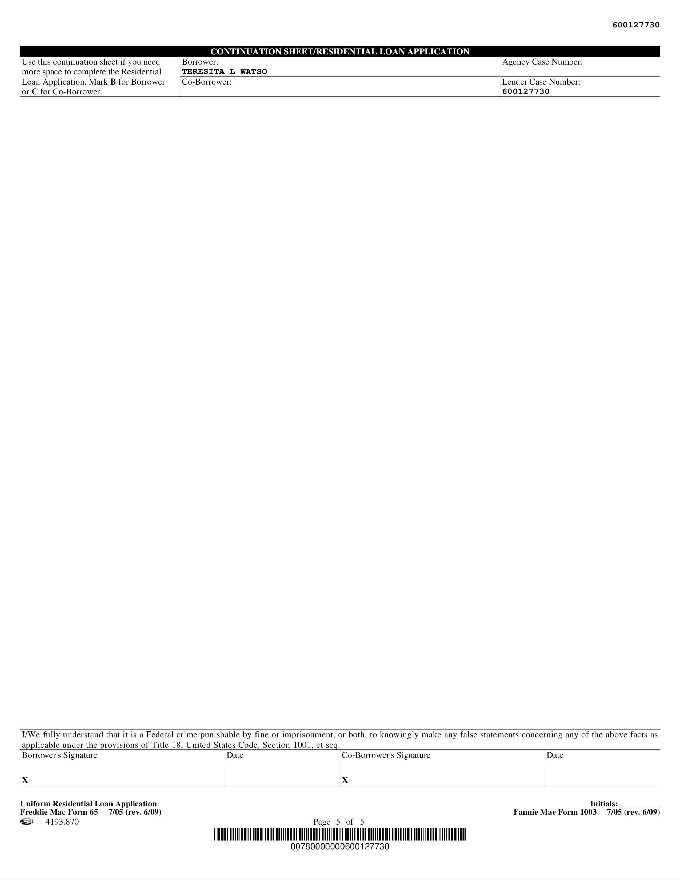 600127730
CONTINUATION SHEET/RESIDENTIAL LOAN APPLICATION
Use this continuation sheet if you need
more space to complete the Residential
Loan Application. Mark B for Borrower
or C for Co-Borrower.
Borrower:
TERESITA L WATSO
Agency Case Number:
Co-Borrower:
Lender Case Number:
600127730
I/We fully understand that it is a Federal crime punishable by fine or imprisonment, or both, to knowingly make any false statements concerning any of the above facts as
applicable under the provisions of Title 18, United States Code, Section 1001, et seq.
Borrower's Signature Date Co-Borrower's Signature Date
X X
Uniform Residential Loan Application Initials:
Freddie Mac Form 65 7/05 (rev. 6/09) Fannie Mae Form 1003 7/05 (rev. 6/09)
4193.870 Page 5 of 5
00780000000600127730